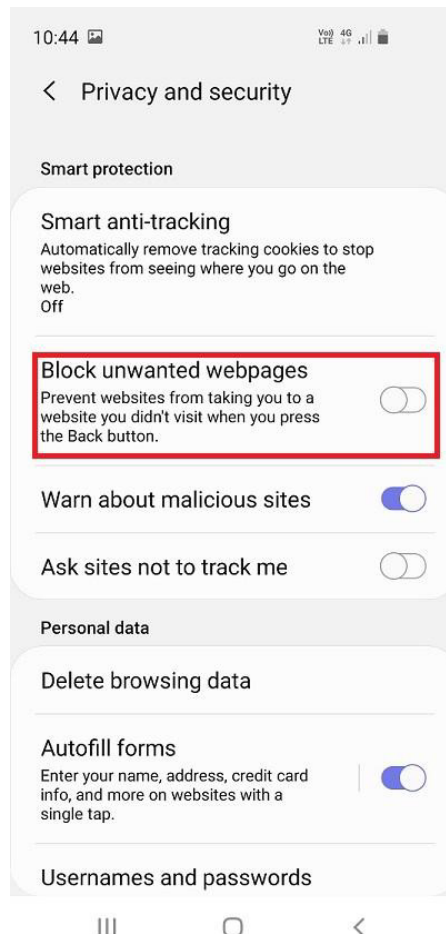 10:44
Vo)) 4G
LTE
Privacy and security
Smart protection
Smart anti-tracking
Automatically remove tracking cookies to stop
websites from seeing where you go on the
web.
Off
Block unwanted webpages
Prevent websites from taking you to a
website you didn't visit when you press
the Back button.
Warn about malicious sites
Ask sites not to track me
Personal data
Delete browsing data
Autofill forms
Enter your name, address, credit card
info, and more on websites with a
single tap.
Usernames and passwords